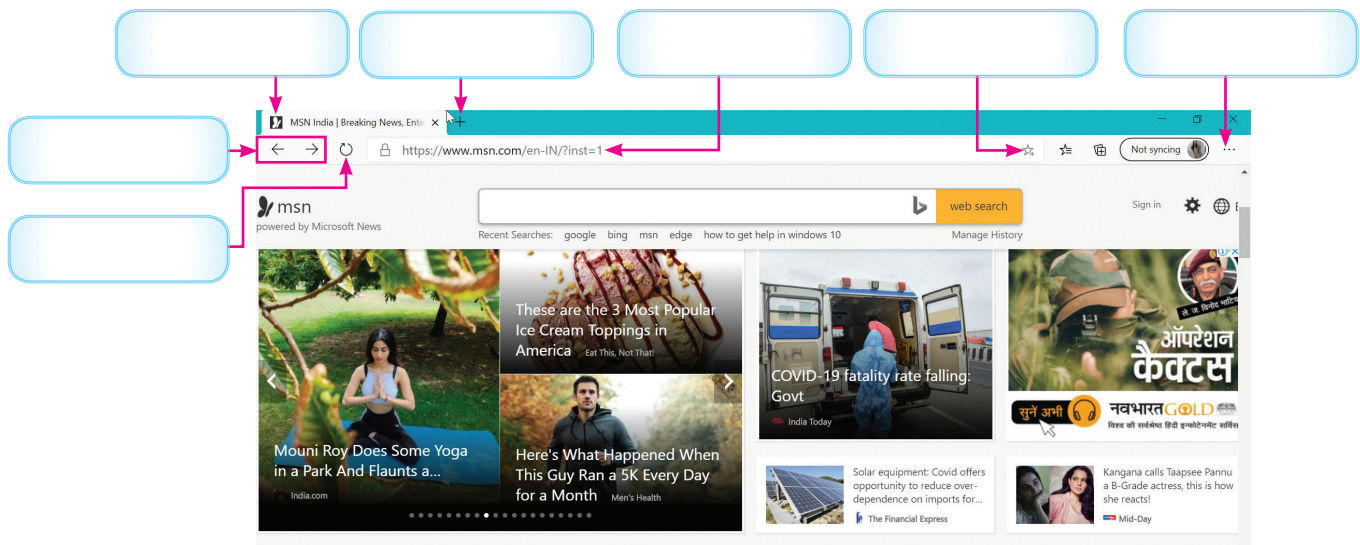 MSN India | Breaking News, Ente
https://www.msn.com/en-IN/?inst=1
Not syncing
msn
powered by Microsoft News
web search
Sign in
Recent Searches: google bing msn edge how to get help in windows 10
Manage History
Mouni Roy Does Some Yoga
in a Park And Flaunts a...
India.com
These are the 3 Most Popular
Ice Cream Toppings in
America Eat This, Not That!
Here's What Happened When
This Guy Ran a 5K Every Day
for a Month Men's Health
COVID-19 fatality rate falling:
Govt
India Today
ले. ज. विनोद भाटिया
ऑपरेशन
कैक्टस
सुनें अभी
नवभारत GOLD
विश्व की सर्वश्रेष्ठ हिंदी इन्फोटेनमेंट सर्विस
Solar equipment: Covid offers
opportunity to reduce over-
dependence on imports for...
The Financial Express
Kangana calls Taapsee Pannu
a B-Grade actress, this is how
she reacts!
Mid-Day